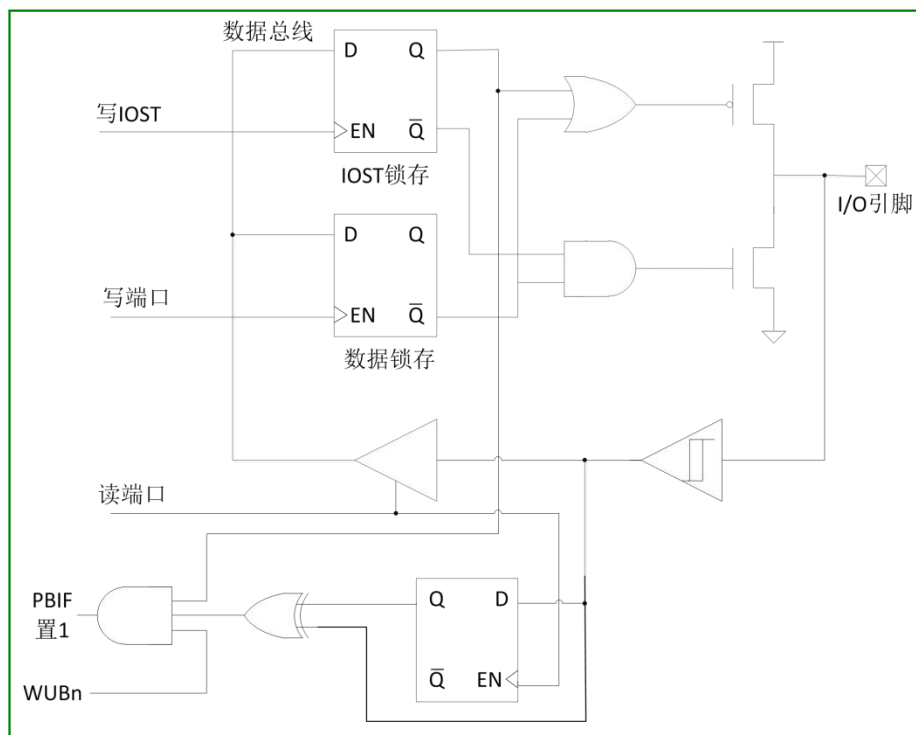 数据总线
D Q
写IOST
EN Q̅
IOST锁存
I/O引脚
D Q
写端口
EN Q̅
数据锁存
读端口
PBIF
置1
Q D
Q̅ EN
WUBn